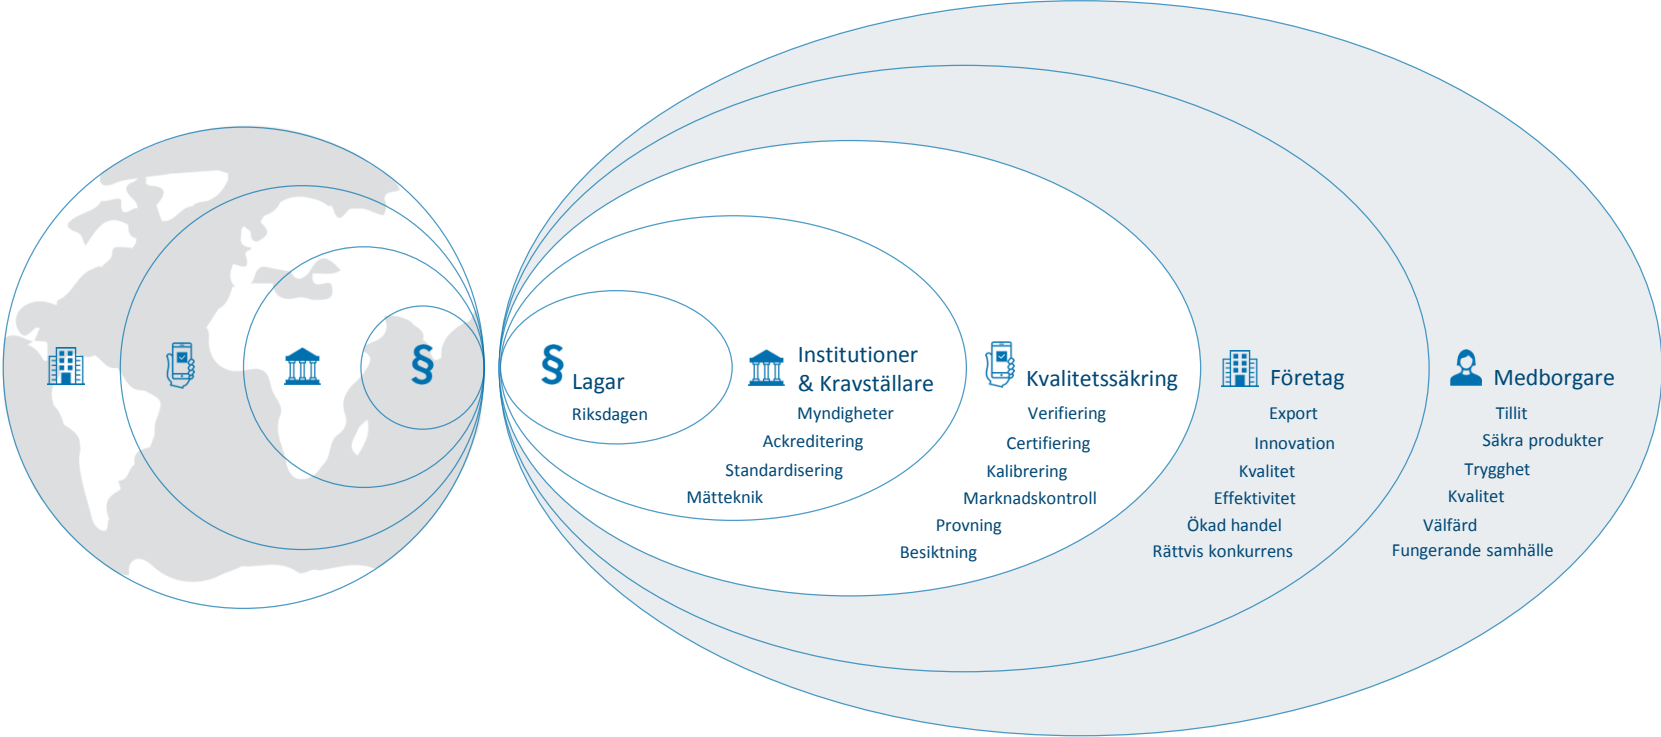 §
§
Lagar
Riksdagen
Institutioner
& Kravställare
Myndigheter
Ackreditering
Standardisering
Mätteknik
Kvalitetssäkring
Verifiering
Certifiering
Kalibrering
Marknadskontroll
Provning
Besiktning
Företag
Export
Innovation
Kvalitet
Effektivitet
Ökad handel
Rättvis konkurrens
Medborgare
Tillit
Säkra produkter
Trygghet
Kvalitet
Välfärd
Fungerande samhälle